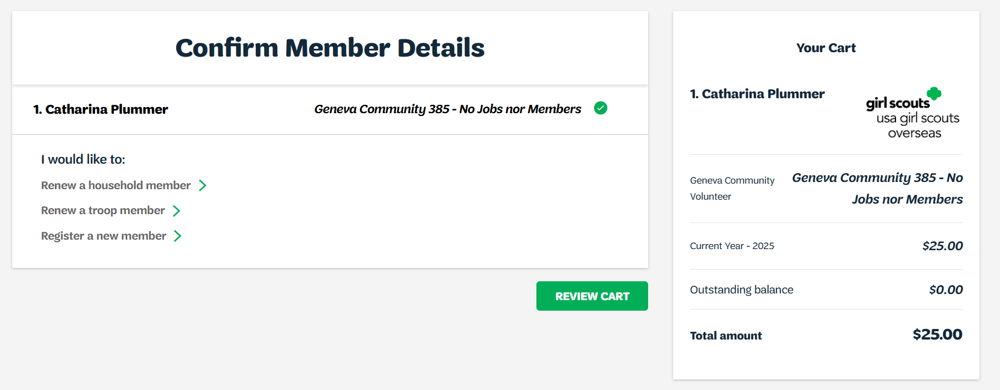 Confirm Member Details
1. Catharina Plummer
Geneva Community 385 - No Jobs nor Members
I would like to:
Renew a household member
Renew a troop member
Register a new member
REVIEW CART
Your Cart
1. Catharina Plummer
girl scouts
usa girl scouts
overseas
Geneva Community
Volunteer
Geneva Community 385 - No
Jobs nor Members
Current Year - 2025
$25.00
Outstanding balance
$0.00
Total amount
$25.00